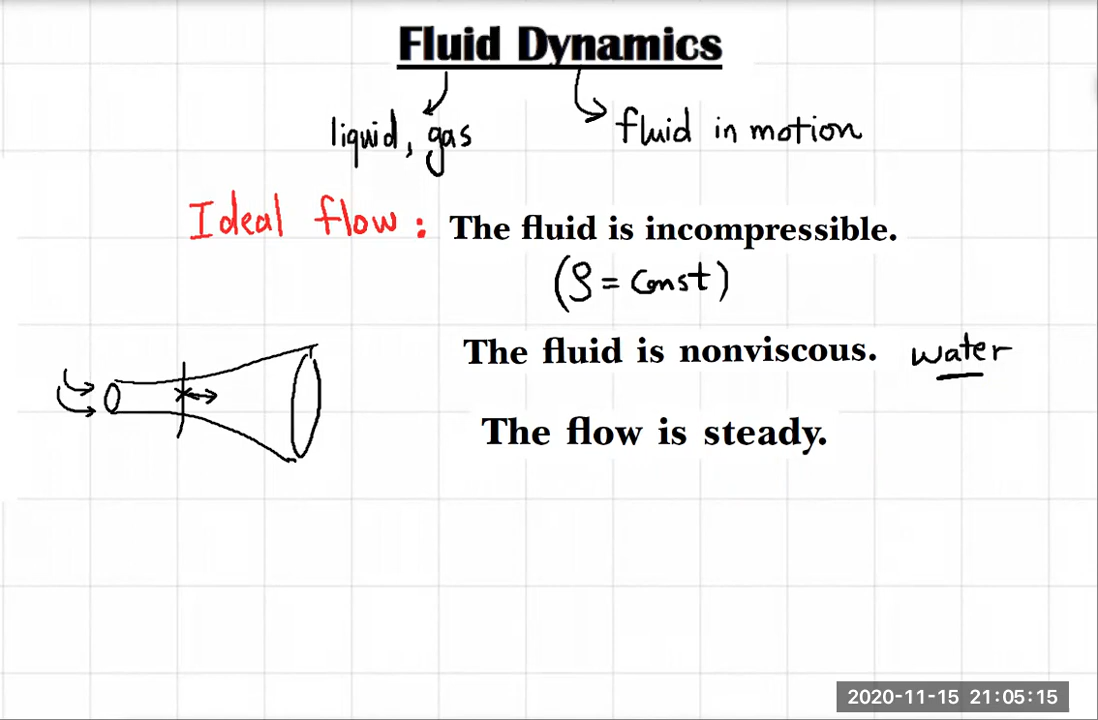 Fluid Dynamics
liquid, gas
fluid in motion
Ideal flow: The fluid is incompressible.
(ρ = Const)
The fluid is nonviscous. water
The flow is steady.
2020-11-15 21:05:15